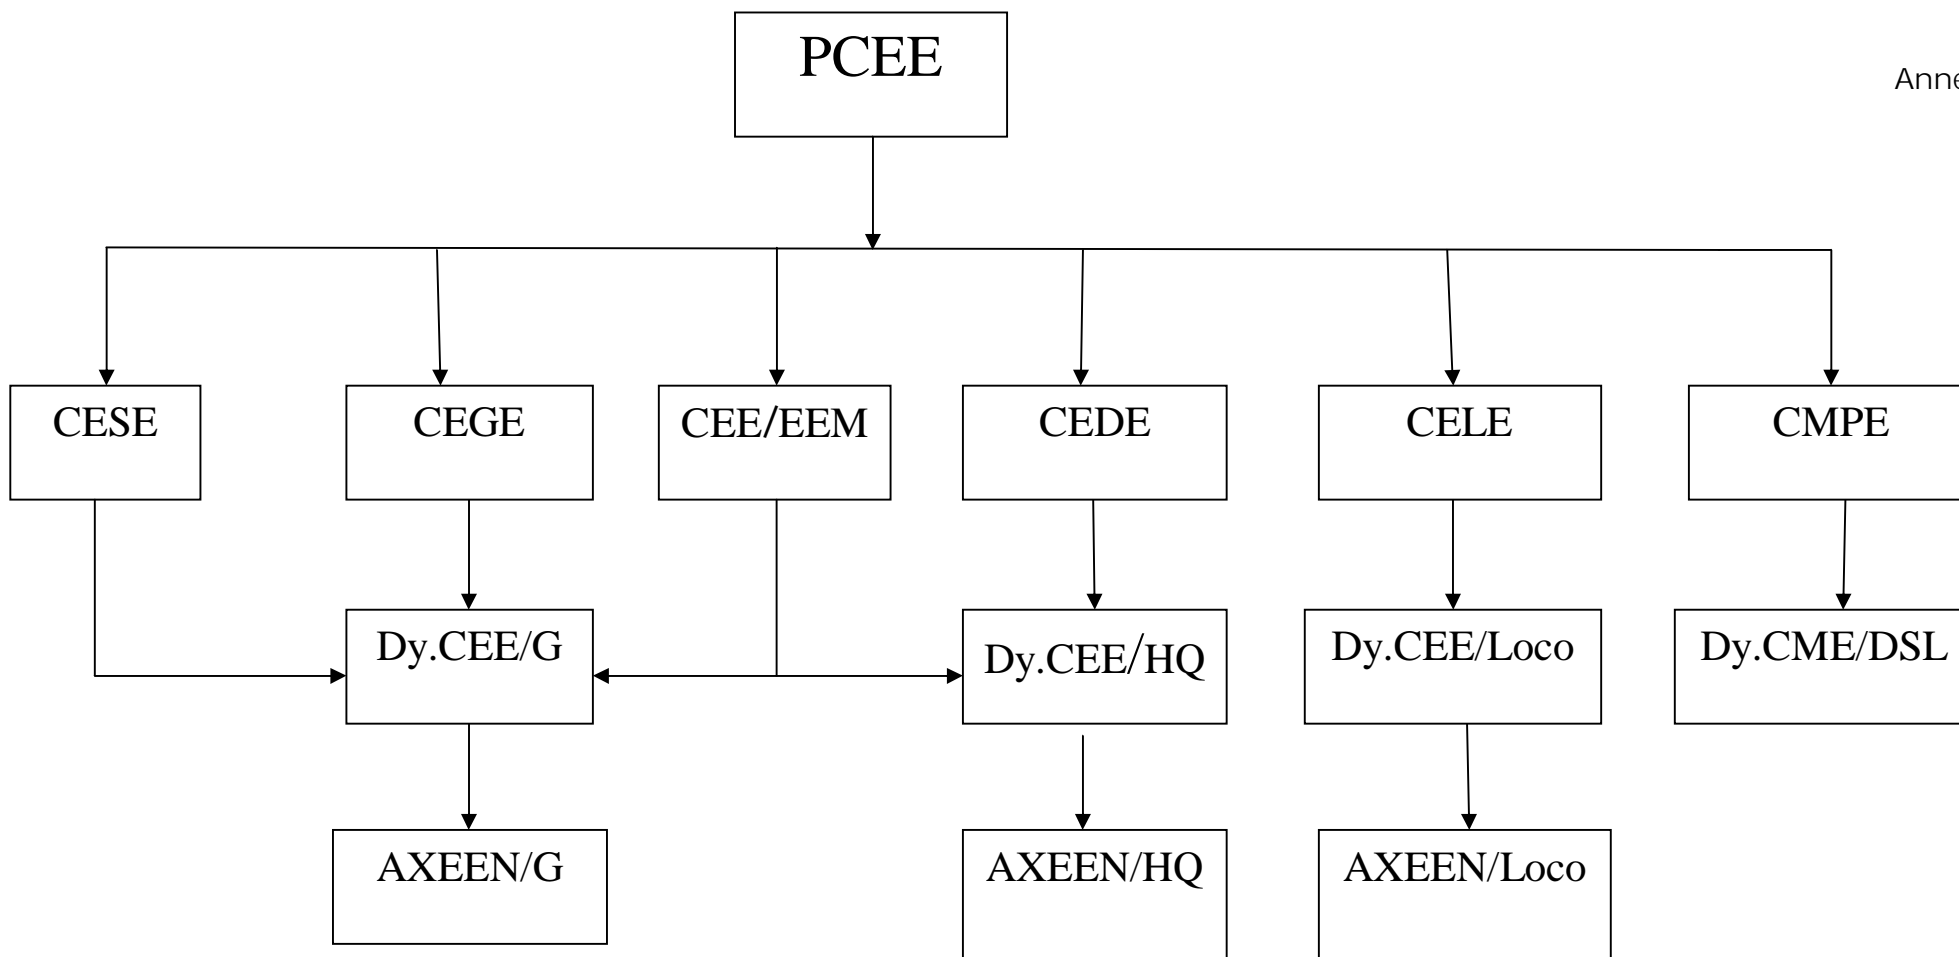 PCEE
CESE
CEGE
CEE/EEM
CEDE
CELE
CMPE
Dy.CEE/G
Dy.CEE/HQ
Dy.CEE/Loco
Dy.CME/DSL
AXEEN/G
AXEEN/HQ
AXEEN/Loco